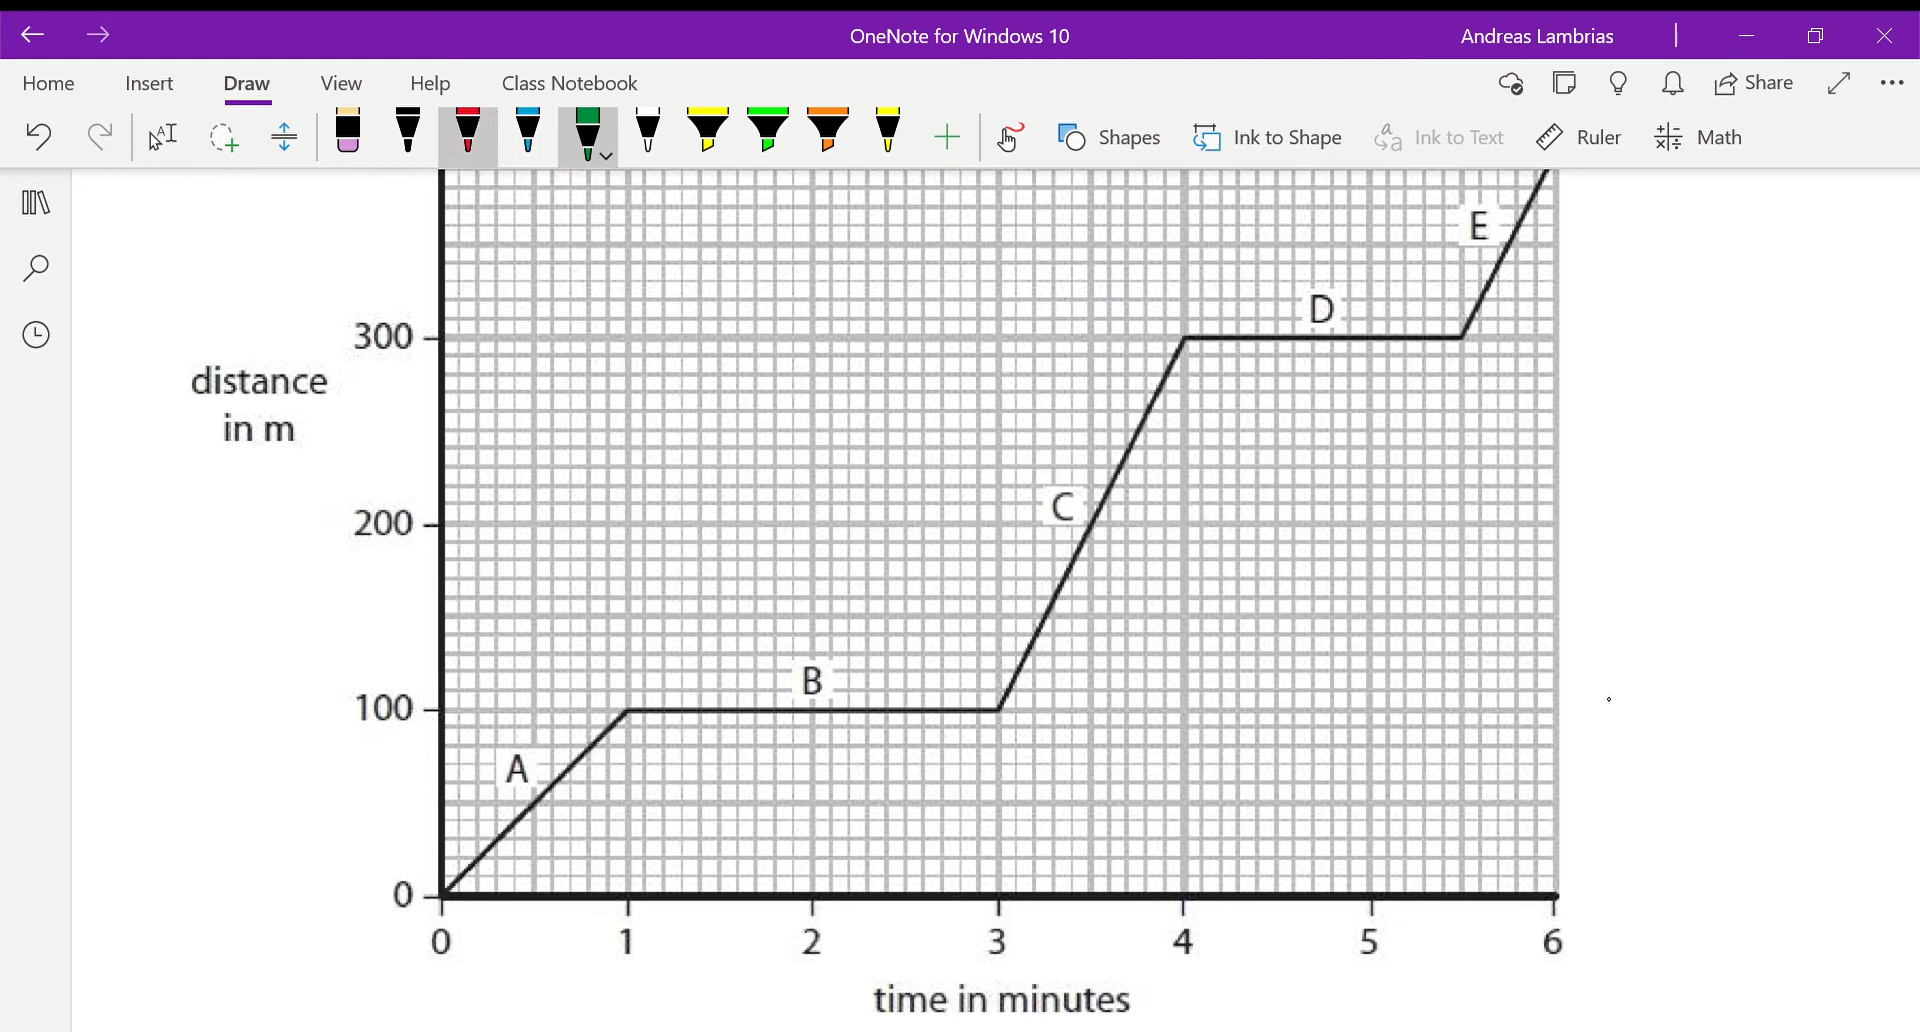 OneNote for Windows 10
Andreas Lambrias
Home Insert Draw View Help Class Notebook
Share
Shapes Ink to Shape Ink to Text Ruler Math
E
D
300
distance
in m
C
200
B
100
A
0
0 1 2 3 4 5 6
time in minutes